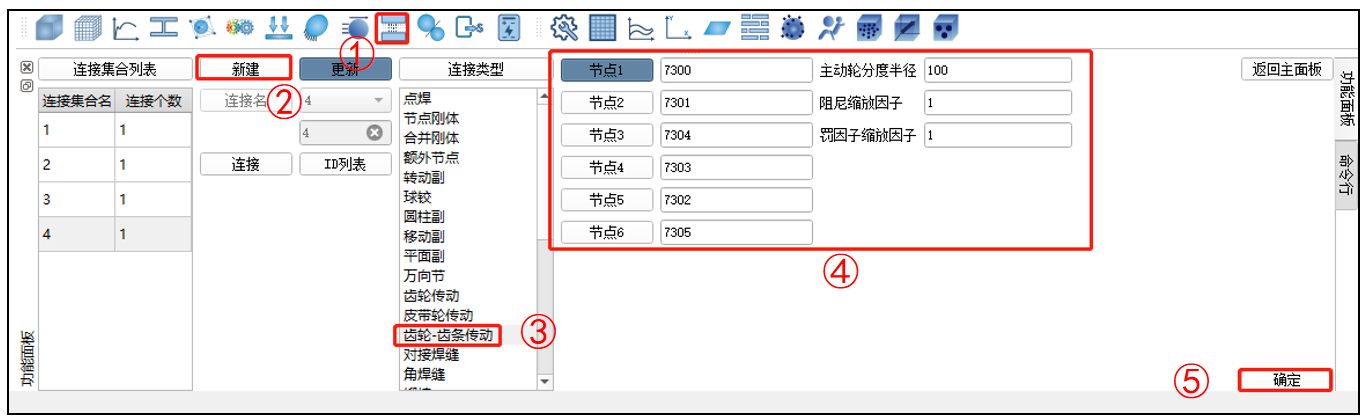 ①
连接集合列表
新建
更新
连接类型
节点1
7300
主动轮分度半径
100
返回主面板
功能面板
命令行
功能面板
连接集合名
连接个数
1
1
2
1
3
1
4
1
连接名
②
4
4
连接
ID列表
点焊
节点刚体
合并刚体
额外节点
转动副
球铰
圆柱副
移动副
平面副
万向节
齿轮传动
皮带轮传动
齿轮-齿条传动
③
对接焊缝
角焊缝
节点2
7301
阻尼缩放因子
1
节点3
7304
罚因子缩放因子
1
节点4
7303
节点5
7302
节点6
7305
④
⑤
确定